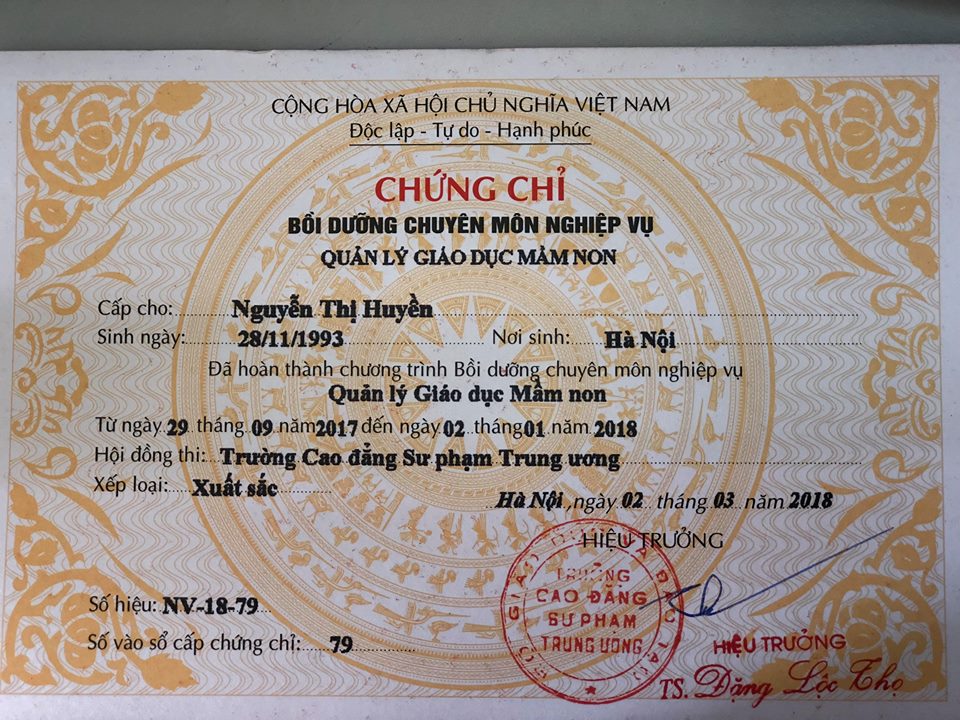 CỘNG HÒA XÃ HỘI CHỦ NGHĨA VIỆT NAM
Độc lập - Tự do - Hạnh phúc
CHỨNG CHỈ
BỒI DƯỠNG CHUYÊN MÔN NGHIỆP VỤ
QUẢN LÝ GIÁO DỤC MẦM NON
Cấp cho: Nguyễn Thị Huyền
Sinh ngày: 28/11/1993 Nơi sinh: Hà Nội
Đã hoàn thành chương trình Bồi dưỡng chuyên môn nghiệp vụ
Quản lý Giáo dục Mầm non
Từ ngày 29 tháng 09 năm 2017 đến ngày 02 tháng 01 năm 2018
Hội đồng thi: Trường Cao đẳng Sư phạm Trung ương
Xếp loại: Xuất sắc
Hà Nội, ngày 02 tháng 03 năm 2018
HIỆU TRƯỞNG
BỘ GIÁO DỤC VÀ ĐÀO TẠO
TRƯỜNG
CAO ĐẲNG
SƯ PHẠM
TRUNG ƯƠNG
Số hiệu: NV-18-79
Số vào sổ cấp chứng chỉ: 79
HIỆU TRƯỞNG
TS. Đặng Lộc Thọ